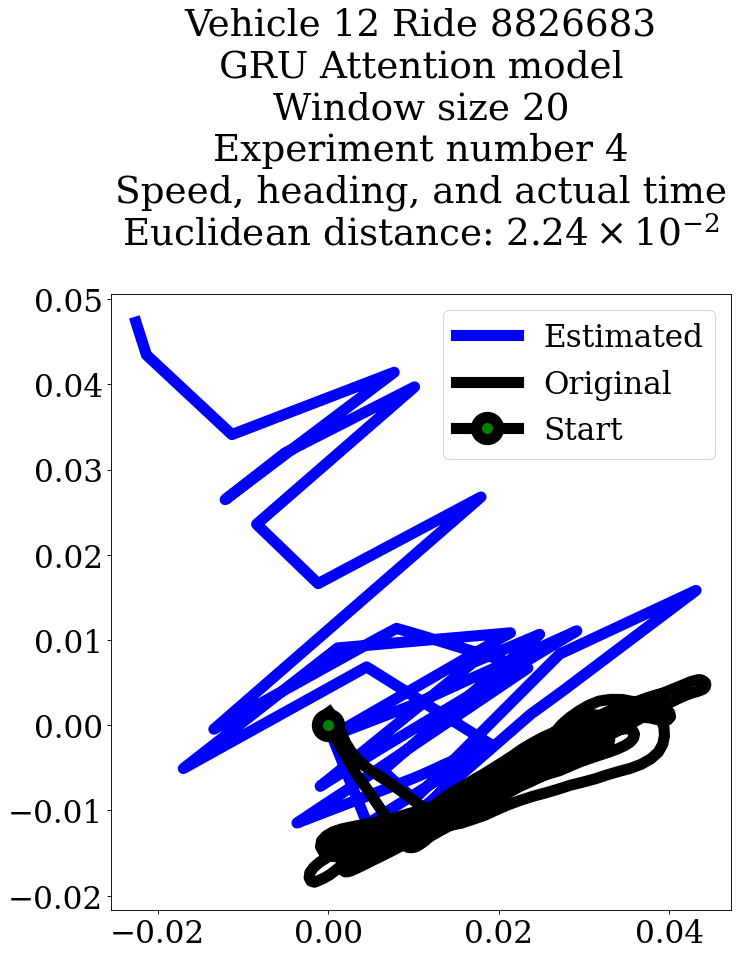 Vehicle 12 Ride 8826683
GRU Attention model
Window size 20
Experiment number 4
Speed, heading, and actual time
Euclidean distance: 2.24 × 10⁻²
Estimated
Original
Start
0.05
0.04
0.03
0.02
0.01
0.00
−0.01
−0.02
−0.02 0.00 0.02 0.04